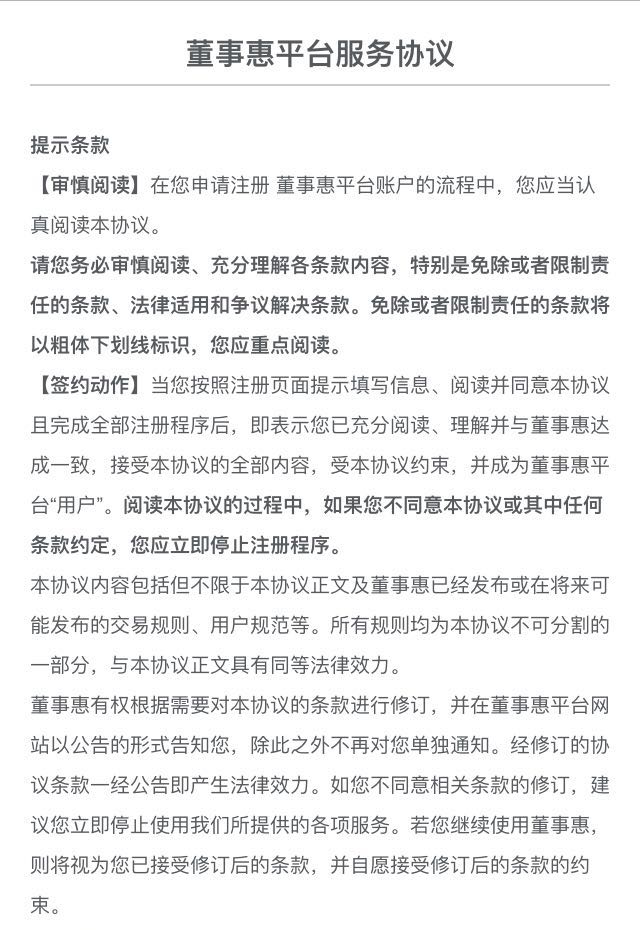 董事惠平台服务协议
提示条款
【审慎阅读】在您申请注册 董事惠平台账户的流程中，您应当认
真阅读本协议。
请您务必审慎阅读、充分理解各条款内容，特别是免除或者限制责
任的条款、法律适用和争议解决条款。免除或者限制责任的条款将
以粗体下划线标识，您应重点阅读。
【签约动作】当您按照注册页面提示填写信息、阅读并同意本协议
且完成全部注册程序后，即表示您已充分阅读、理解并与董事惠达
成一致，接受本协议的全部内容，受本协议约束，并成为董事惠平
台“用户”。阅读本协议的过程中，如果您不同意本协议或其中任何
条款约定，您应立即停止注册程序。
本协议内容包括但不限于本协议正文及董事惠已经发布或在将来可
能发布的交易规则、用户规范等。所有规则均为本协议不可分割的
一部分，与本协议正文具有同等法律效力。
董事惠有权根据需要对本协议的条款进行修订，并在董事惠平台网
站以公告的形式告知您，除此之外不再对您单独通知。经修订的协
议条款一经公告即产生法律效力。如您不同意相关条款的修订，建
议您立即停止使用我们所提供的各项服务。若您继续使用董事惠，
则将视为您已接受修订后的条款，并自愿接受修订后的条款的约
束。